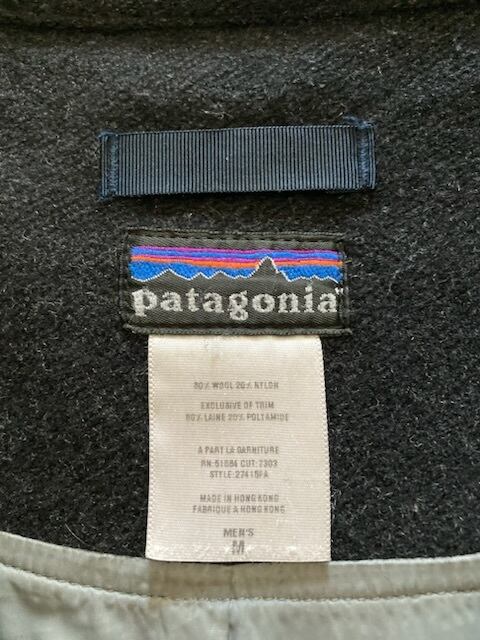 patagonia
80% WOOL 20% NYLON
EXCLUSIVE OF TRIM
80% LAINE 20% POLYAMIDE
A PART LA GARNITURE
RN: 51884 CUT: 7303
STYLE: 27415FA
MADE IN HONG KONG
FABRIQUE À HONG KONG
MEN'S
M